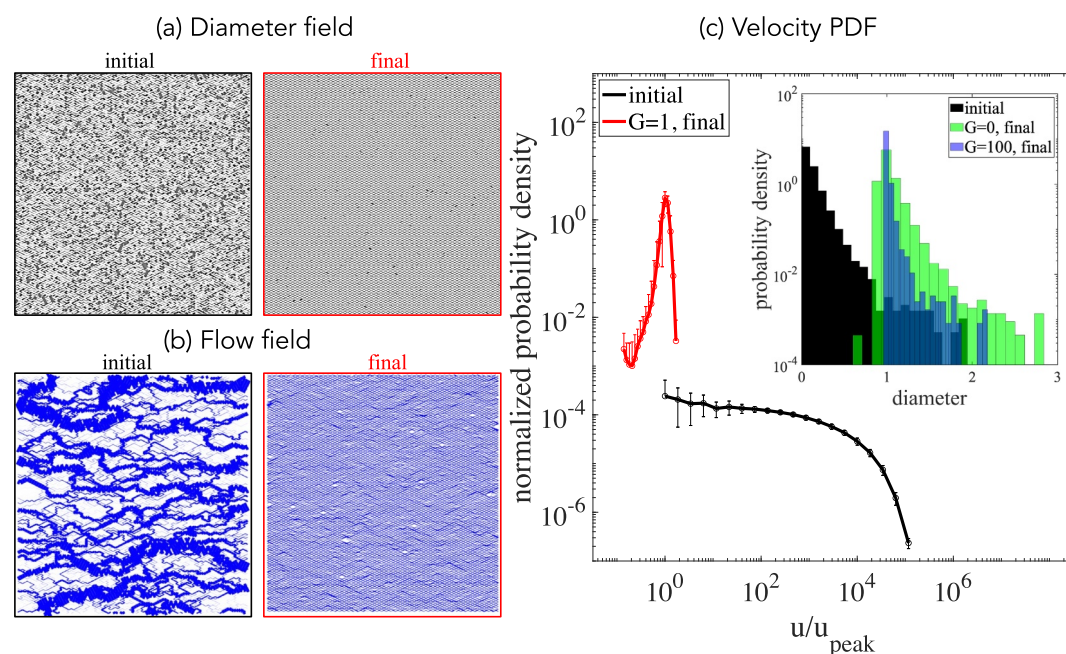 (a) Diameter field
initial
final
(b) Flow field
initial
final
(c) Velocity PDF
normalized probability density
10^2
10^0
10^-2
10^-4
10^-6
initial
G=1, final
10^0
10^2
10^4
10^6
u/u_peak
probability density
10^2
10^0
10^-2
10^-4
initial
G=0, final
G=100, final
0
1
2
3
diameter